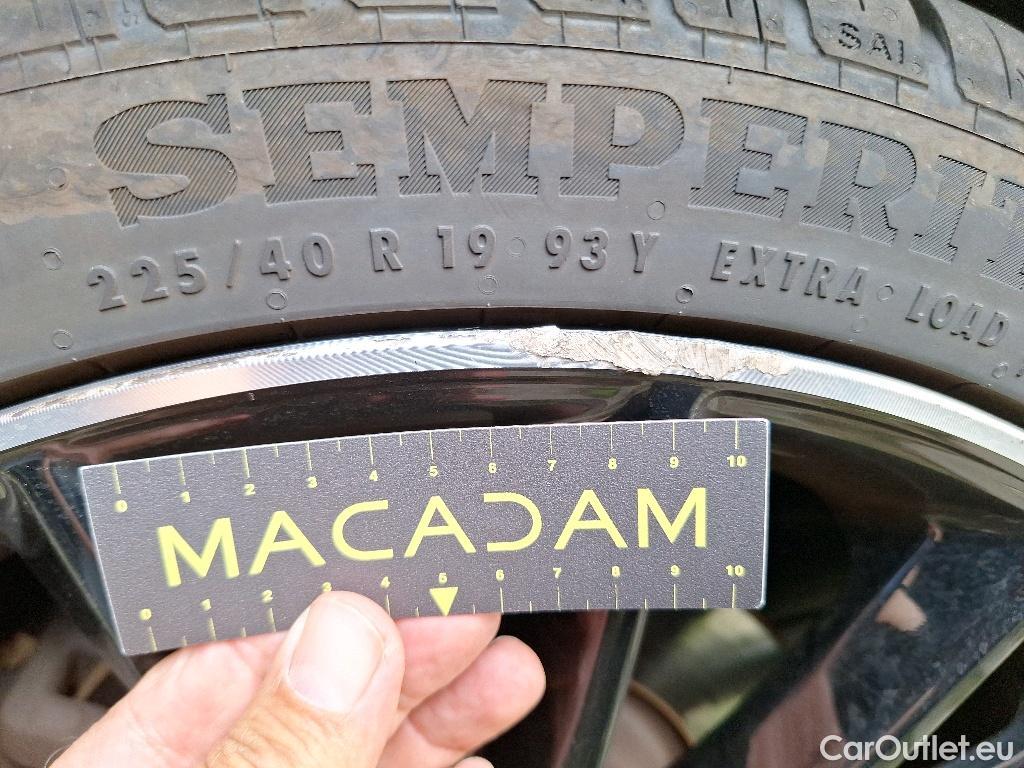 SAI
SEMPERIT
225/40 R 19 93Y EXTRA LOAD
0 1 2 3 4 5 6 7 8 9 10
MACADAM
0 1 2 3 4 5 6 7 8 9 10
CarOutlet.eu